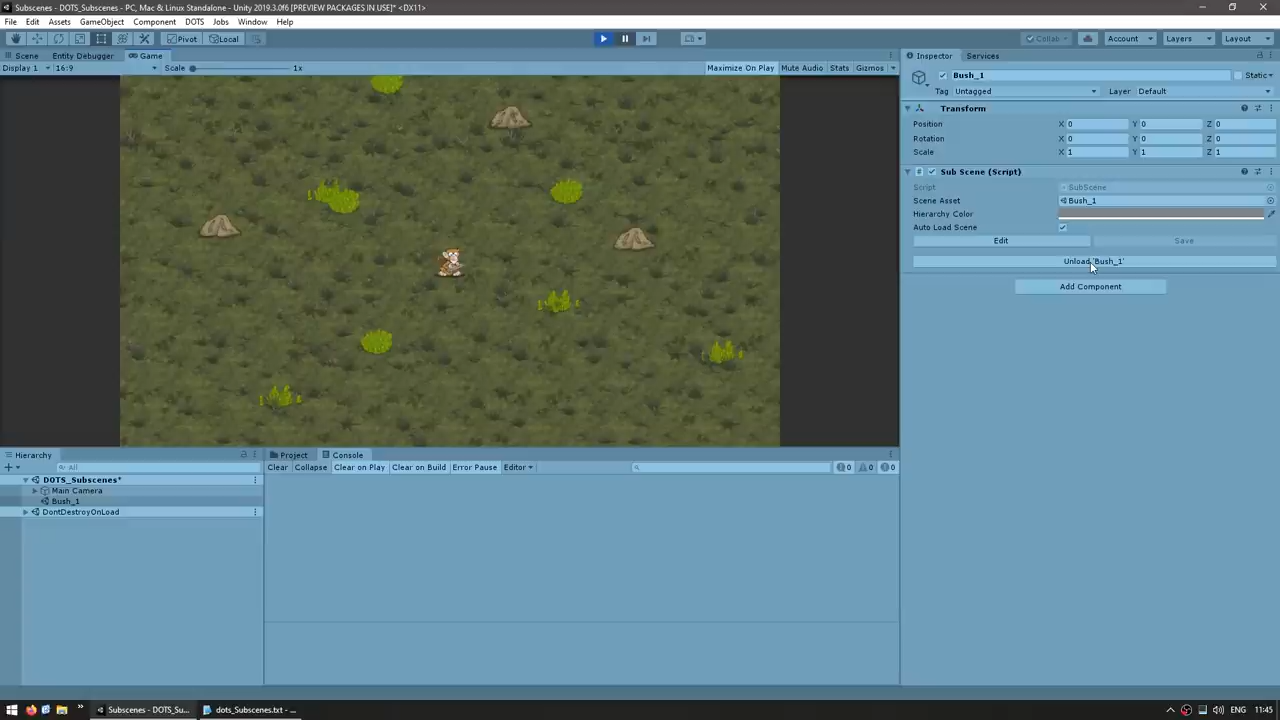 Subscenes - DOTS_Subscenes - PC, Mac & Linux Standalone - Unity 2019.3.0f6 [PREVIEW PACKAGES IN USE]* <DX11>
File Edit Assets GameObject Component DOTS Jobs Window Help
Pivot Local Collab Account Layers Layout
Scene Entity Debugger Game
Display 1 16:9 Scale 1x Maximize On Play Mute Audio Stats Gizmos
Inspector Services
Bush_1 Static
Tag Untagged Layer Default
Transform
Position X 0 Y 0 Z 0
Rotation X 0 Y 0 Z 0
Scale X 1 Y 1 Z 1
# Sub Scene (Script)
Script SubScene
Scene Asset Bush_1
Hierarchy Color
Auto Load Scene
Edit Save
Unload 'Bush_1'
Add Component
Hierarchy
+ All
DOTS_Subscenes*
Main Camera
Bush_1
DontDestroyOnLoad
Project Console
Clear Collapse Clear on Play Clear on Build Error Pause Editor 0 0 0
Subscenes - DOTS_Su... dots_Subscenes.txt - ... ENG 11:45